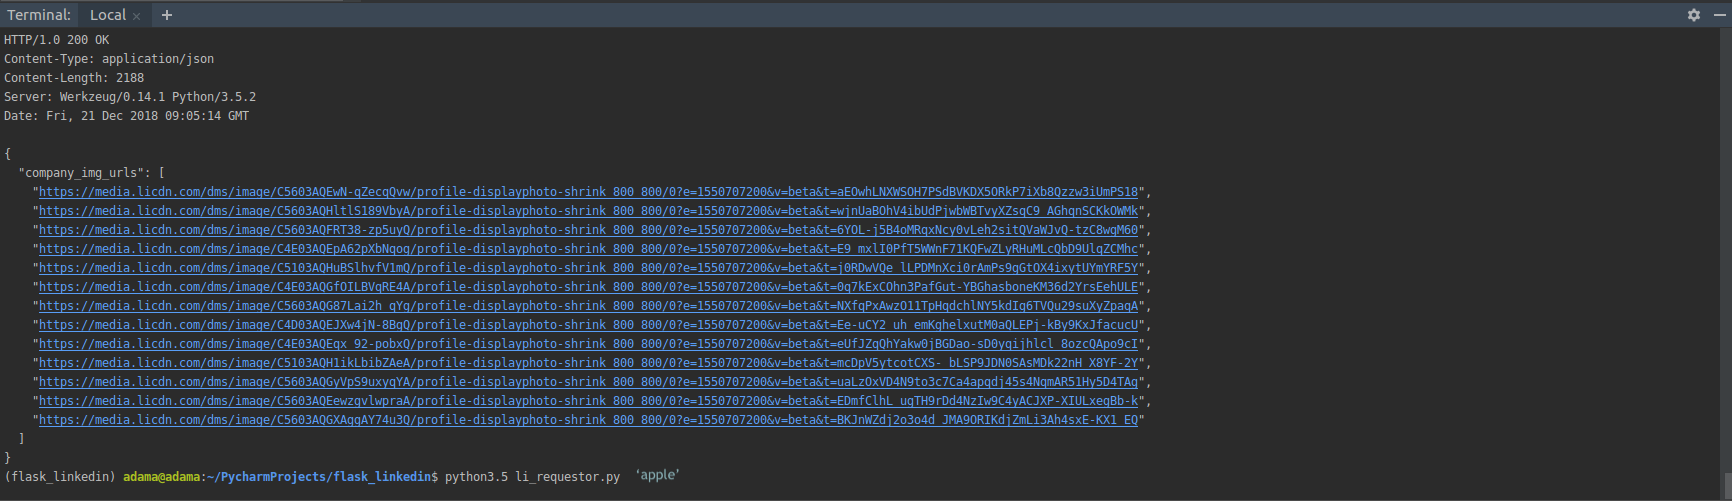 Terminal: Local × +
HTTP/1.0 200 OK
Content-Type: application/json
Content-Length: 2188
Server: Werkzeug/0.14.1 Python/3.5.2
Date: Fri, 21 Dec 2018 09:05:14 GMT
{
"company_img_urls": [
"https://media.licdn.com/dms/image/C5603AQEwN-qZecqQvw/profile-displayphoto-shrink_800_800/0?e=1550707200&v=beta&t=aEOwhLNXWSOH7PSdBVKDX5ORkP7iXb8Qzzw3iUmPS18",
"https://media.licdn.com/dms/image/C5603AQHltlS189VbyA/profile-displayphoto-shrink_800_800/0?e=1550707200&v=beta&t=wjnUaBOhV4ibUdPjwbWBTvyXZsqC9_AGhqnSCKkOWMk",
"https://media.licdn.com/dms/image/C5603AQFRT38-zp5uyQ/profile-displayphoto-shrink_800_800/0?e=1550707200&v=beta&t=6YOL-j5B4oMRqxNcy0vLeh2sitQVaWJvQ-tzC8wqM60",
"https://media.licdn.com/dms/image/C4E03AQEpA62pXbNqoq/profile-displayphoto-shrink_800_800/0?e=1550707200&v=beta&t=E9_mxlI0PfT5WWnF71KQFwZLyRHuMLcQbD9UlqZCMhc",
"https://media.licdn.com/dms/image/C5103AQHuBSlhvfV1mQ/profile-displayphoto-shrink_800_800/0?e=1550707200&v=beta&t=j0RDwVQe_lLPDMnXci0rAmPs9qGtOX4ixytUYmYRF5Y",
"https://media.licdn.com/dms/image/C4E03AQGfOILBVqRE4A/profile-displayphoto-shrink_800_800/0?e=1550707200&v=beta&t=0q7kExCOhn3PafGut-YBGhasboneKM36d2YrsEehULE",
"https://media.licdn.com/dms/image/C5603AQG87Lai2h_qYg/profile-displayphoto-shrink_800_800/0?e=1550707200&v=beta&t=NXfqPxAwzO11TpHqdchlNY5kdIg6TVQu29suXyZpaqA",
"https://media.licdn.com/dms/image/C4D03AQEJXw4jN-8BgQ/profile-displayphoto-shrink_800_800/0?e=1550707200&v=beta&t=Ee-uCY2_uh_emKqhelxutM0aQLEPj-kBy9KxJfacucU",
"https://media.licdn.com/dms/image/C4E03AQEqx_92-pobxQ/profile-displayphoto-shrink_800_800/0?e=1550707200&v=beta&t=eUfJZqQhYakw0jBGDao-sD0yqijhlcl_8ozcQApo9cI",
"https://media.licdn.com/dms/image/C5103AQH1ikLbibZAeA/profile-displayphoto-shrink_800_800/0?e=1550707200&v=beta&t=mcDpV5ytcotCXS-_bLSP9JDN0SAsMDk22nH_X8YF-2Y",
"https://media.licdn.com/dms/image/C5603AQGyVpS9uxyqYA/profile-displayphoto-shrink_800_800/0?e=1550707200&v=beta&t=uaLzOxVD4N9to3c7Ca4apqdj45s4NqmAR51Hy5D4TAg",
"https://media.licdn.com/dms/image/C5603AQEewzqvlwpraA/profile-displayphoto-shrink_800_800/0?e=1550707200&v=beta&t=EDmfClhL_ugTH9rDd4NzIw9C4yACJXP-XIULxegBb-k",
"https://media.licdn.com/dms/image/C5603AQGXAqqAY74u3Q/profile-displayphoto-shrink_800_800/0?e=1550707200&v=beta&t=BKJnWZdj2o3o4d_JMA9ORIKdjZmLi3Ah4sxE-KX1_EQ"
]
}
(flask_linkedin) adama@adama:~/PycharmProjects/flask_linkedin$ python3.5 li_requestor.py ‘apple’